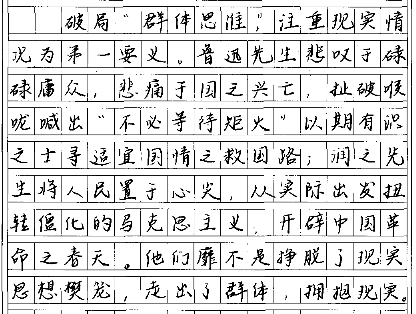 破局“群体思维”，注重现实情
况为第一要义。普迅先生悲叹于碌
碌庸众，悲痛于国之兴亡，扯破喉
咙喊出“不必等待炬火”以期有识
之士寻适宜国情之救国路；润之先
生将人民置于心尖，从实际出发扭
转僵化的马克思主义，开辟中国革
命之春天。他们靡不是挣脱了现实
思想樊笼，走出了群体，拥抱现实。